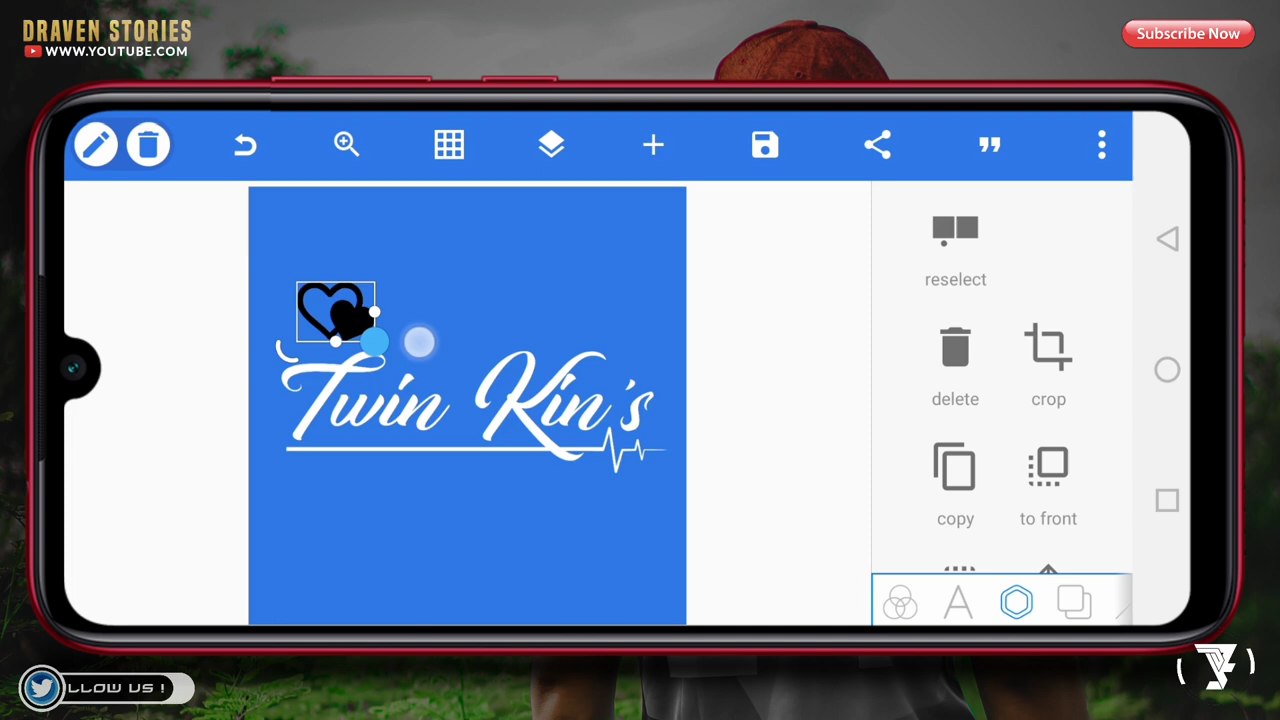 DRAVEN STORIES
WWW.YOUTUBE.COM
Subscribe Now
reselect
Twin Kin's
delete
crop
copy
to front
LLOW US !